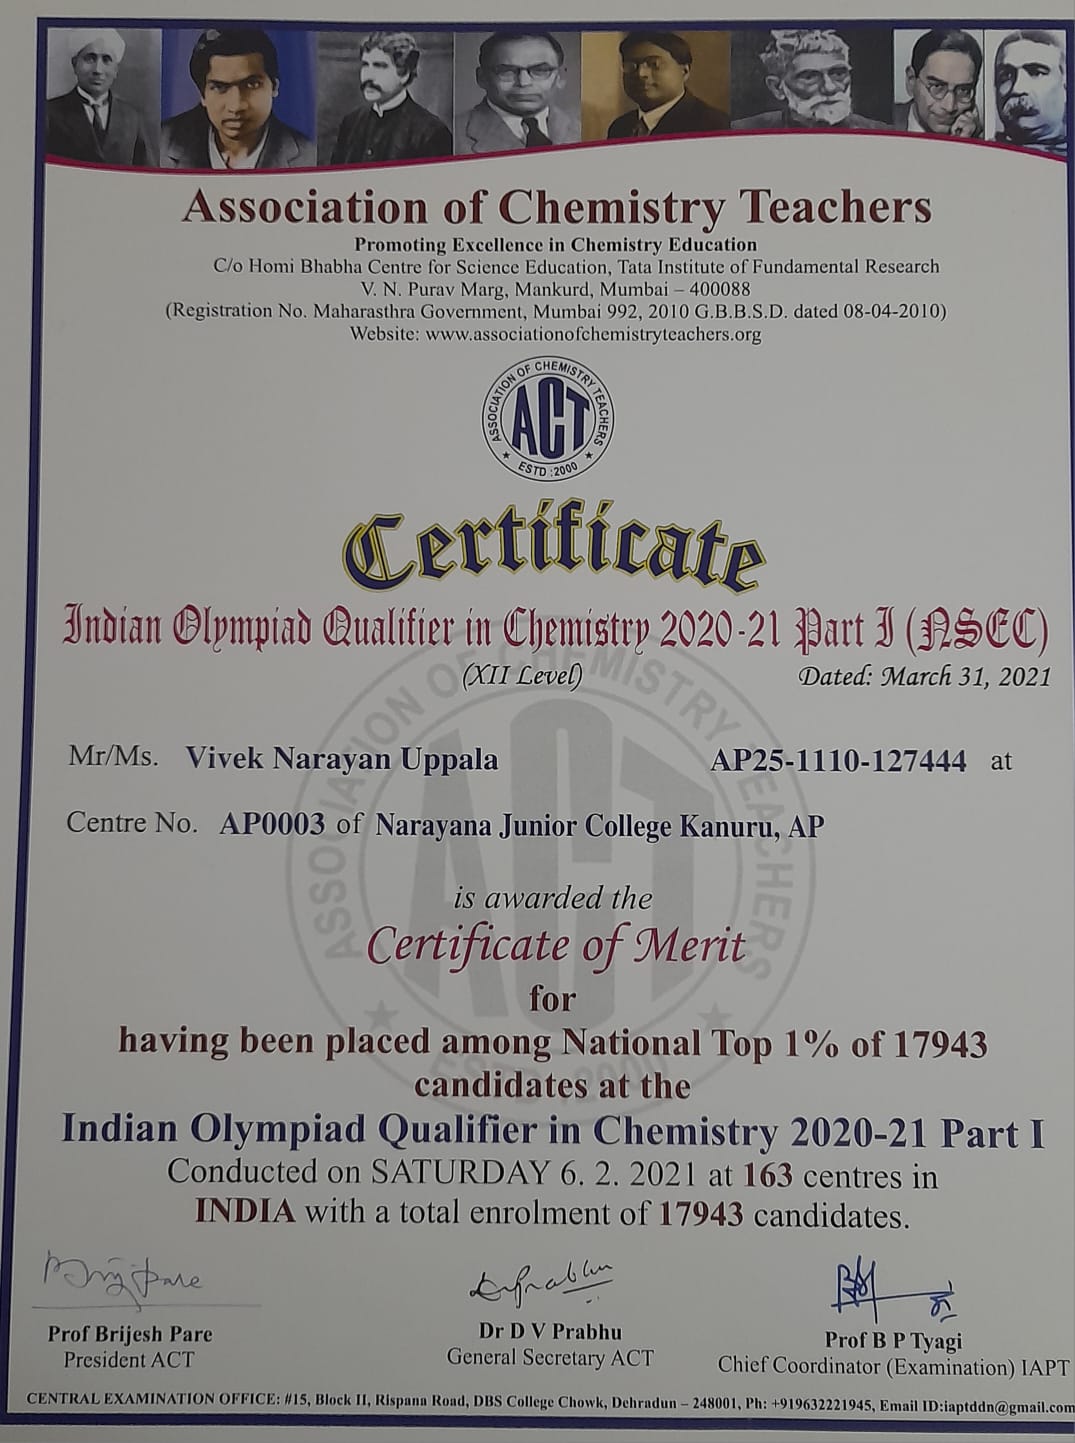 Association of Chemistry Teachers
Promoting Excellence in Chemistry Education
C/o Homi Bhabha Centre for Science Education, Tata Institute of Fundamental Research
V. N. Purav Marg, Mankurd, Mumbai – 400088
(Registration No. Maharasthra Government, Mumbai 992, 2010 G.B.B.S.D. dated 08-04-2010)
Website: www.associationofchemistryteachers.org
ASSOCIATION OF CHEMISTRY TEACHERS
ACT
ESTD :2000
Certificate
Indian Olympiad Qualifier in Chemistry 2020-21 Part I (NSEC)
(XII Level) Dated: March 31, 2021
Mr/Ms. Vivek Narayan Uppala AP25-1110-127444 at
Centre No. AP0003 of Narayana Junior College Kanuru, AP
is awarded the
Certificate of Merit
for
having been placed among National Top 1% of 17943
candidates at the
Indian Olympiad Qualifier in Chemistry 2020-21 Part I
Conducted on SATURDAY 6. 2. 2021 at 163 centres in
INDIA with a total enrolment of 17943 candidates.
Prof Brijesh Pare Dr D V Prabhu Prof B P Tyagi
President ACT General Secretary ACT Chief Coordinator (Examination) IAPT
CENTRAL EXAMINATION OFFICE: #15, Block II, Rispana Road, DBS College Chowk, Dehradun – 248001, Ph: +919632221945, Email ID:iaptddn@gmail.com